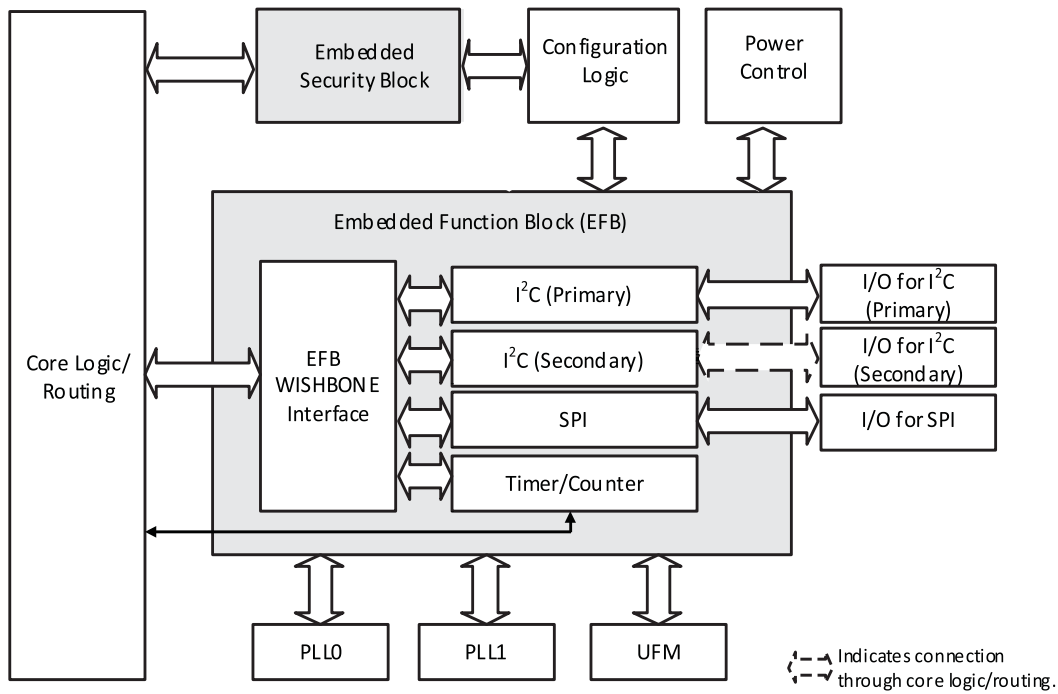 Embedded
Security Block
Configuration
Logic
Power
Control
Embedded Function Block (EFB)
Core Logic/
Routing
EFB
WISHBONE
Interface
I²C (Primary)
I²C (Secondary)
SPI
Timer/Counter
I/O for I²C
(Primary)
I/O for I²C
(Secondary)
I/O for SPI
PLL0
PLL1
UFM
Indicates connection
through core logic/routing.